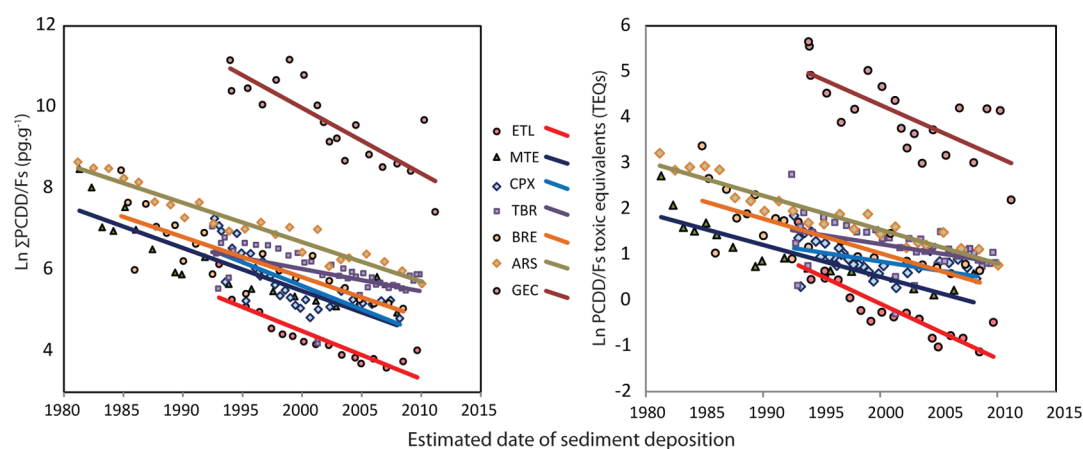 Ln ∑PCDD/Fs (pg.g⁻¹)
12
10
8
6
4
1980 1985 1990 1995 2000 2005 2010 2015
ETL
MTE
CPX
TBR
BRE
ARS
GEC
Ln PCDD/Fs toxic equivalents (TEQs)
6
5
4
3
2
1
0
-1
-2
1980 1985 1990 1995 2000 2005 2010 2015
Estimated date of sediment deposition